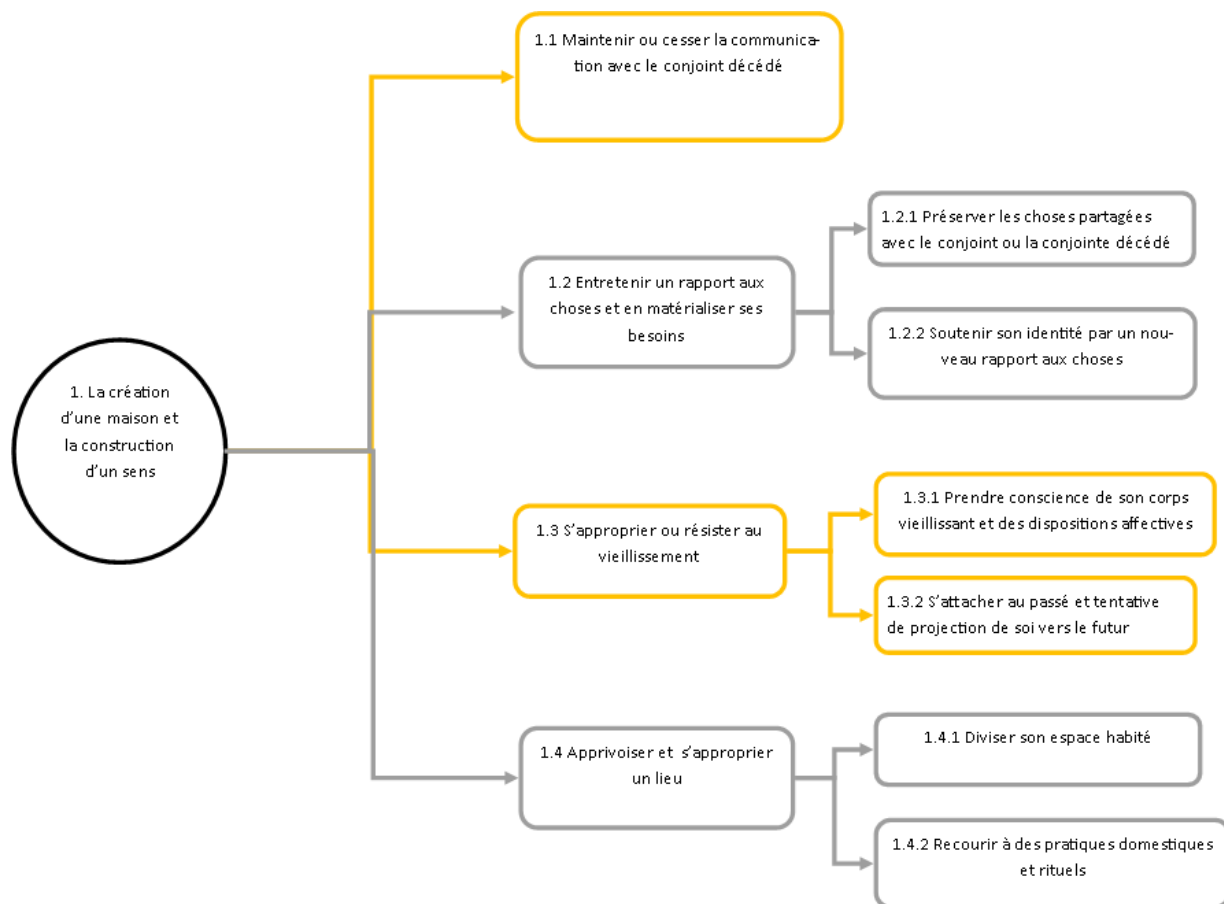 1. La création
d’une maison et
la construction
d’un sens
1.1 Maintenir ou cesser la communica-
tion avec le conjoint décédé
1.2 Entretenir un rapport aux
choses et en matérialiser ses
besoins
1.2.1 Préserver les choses partagées
avec le conjoint ou la conjointe décédé
1.2.2 Soutenir son identité par un nou-
veau rapport aux choses
1.3 S’approprier ou résister au
vieillissement
1.3.1 Prendre conscience de son corps
vieillissant et des dispositions affectives
1.3.2 S’attacher au passé et tentative
de projection de soi vers le futur
1.4 Apprivoiser et s’approprier
un lieu
1.4.1 Diviser son espace habité
1.4.2 Recourir à des pratiques domestiques
et rituels